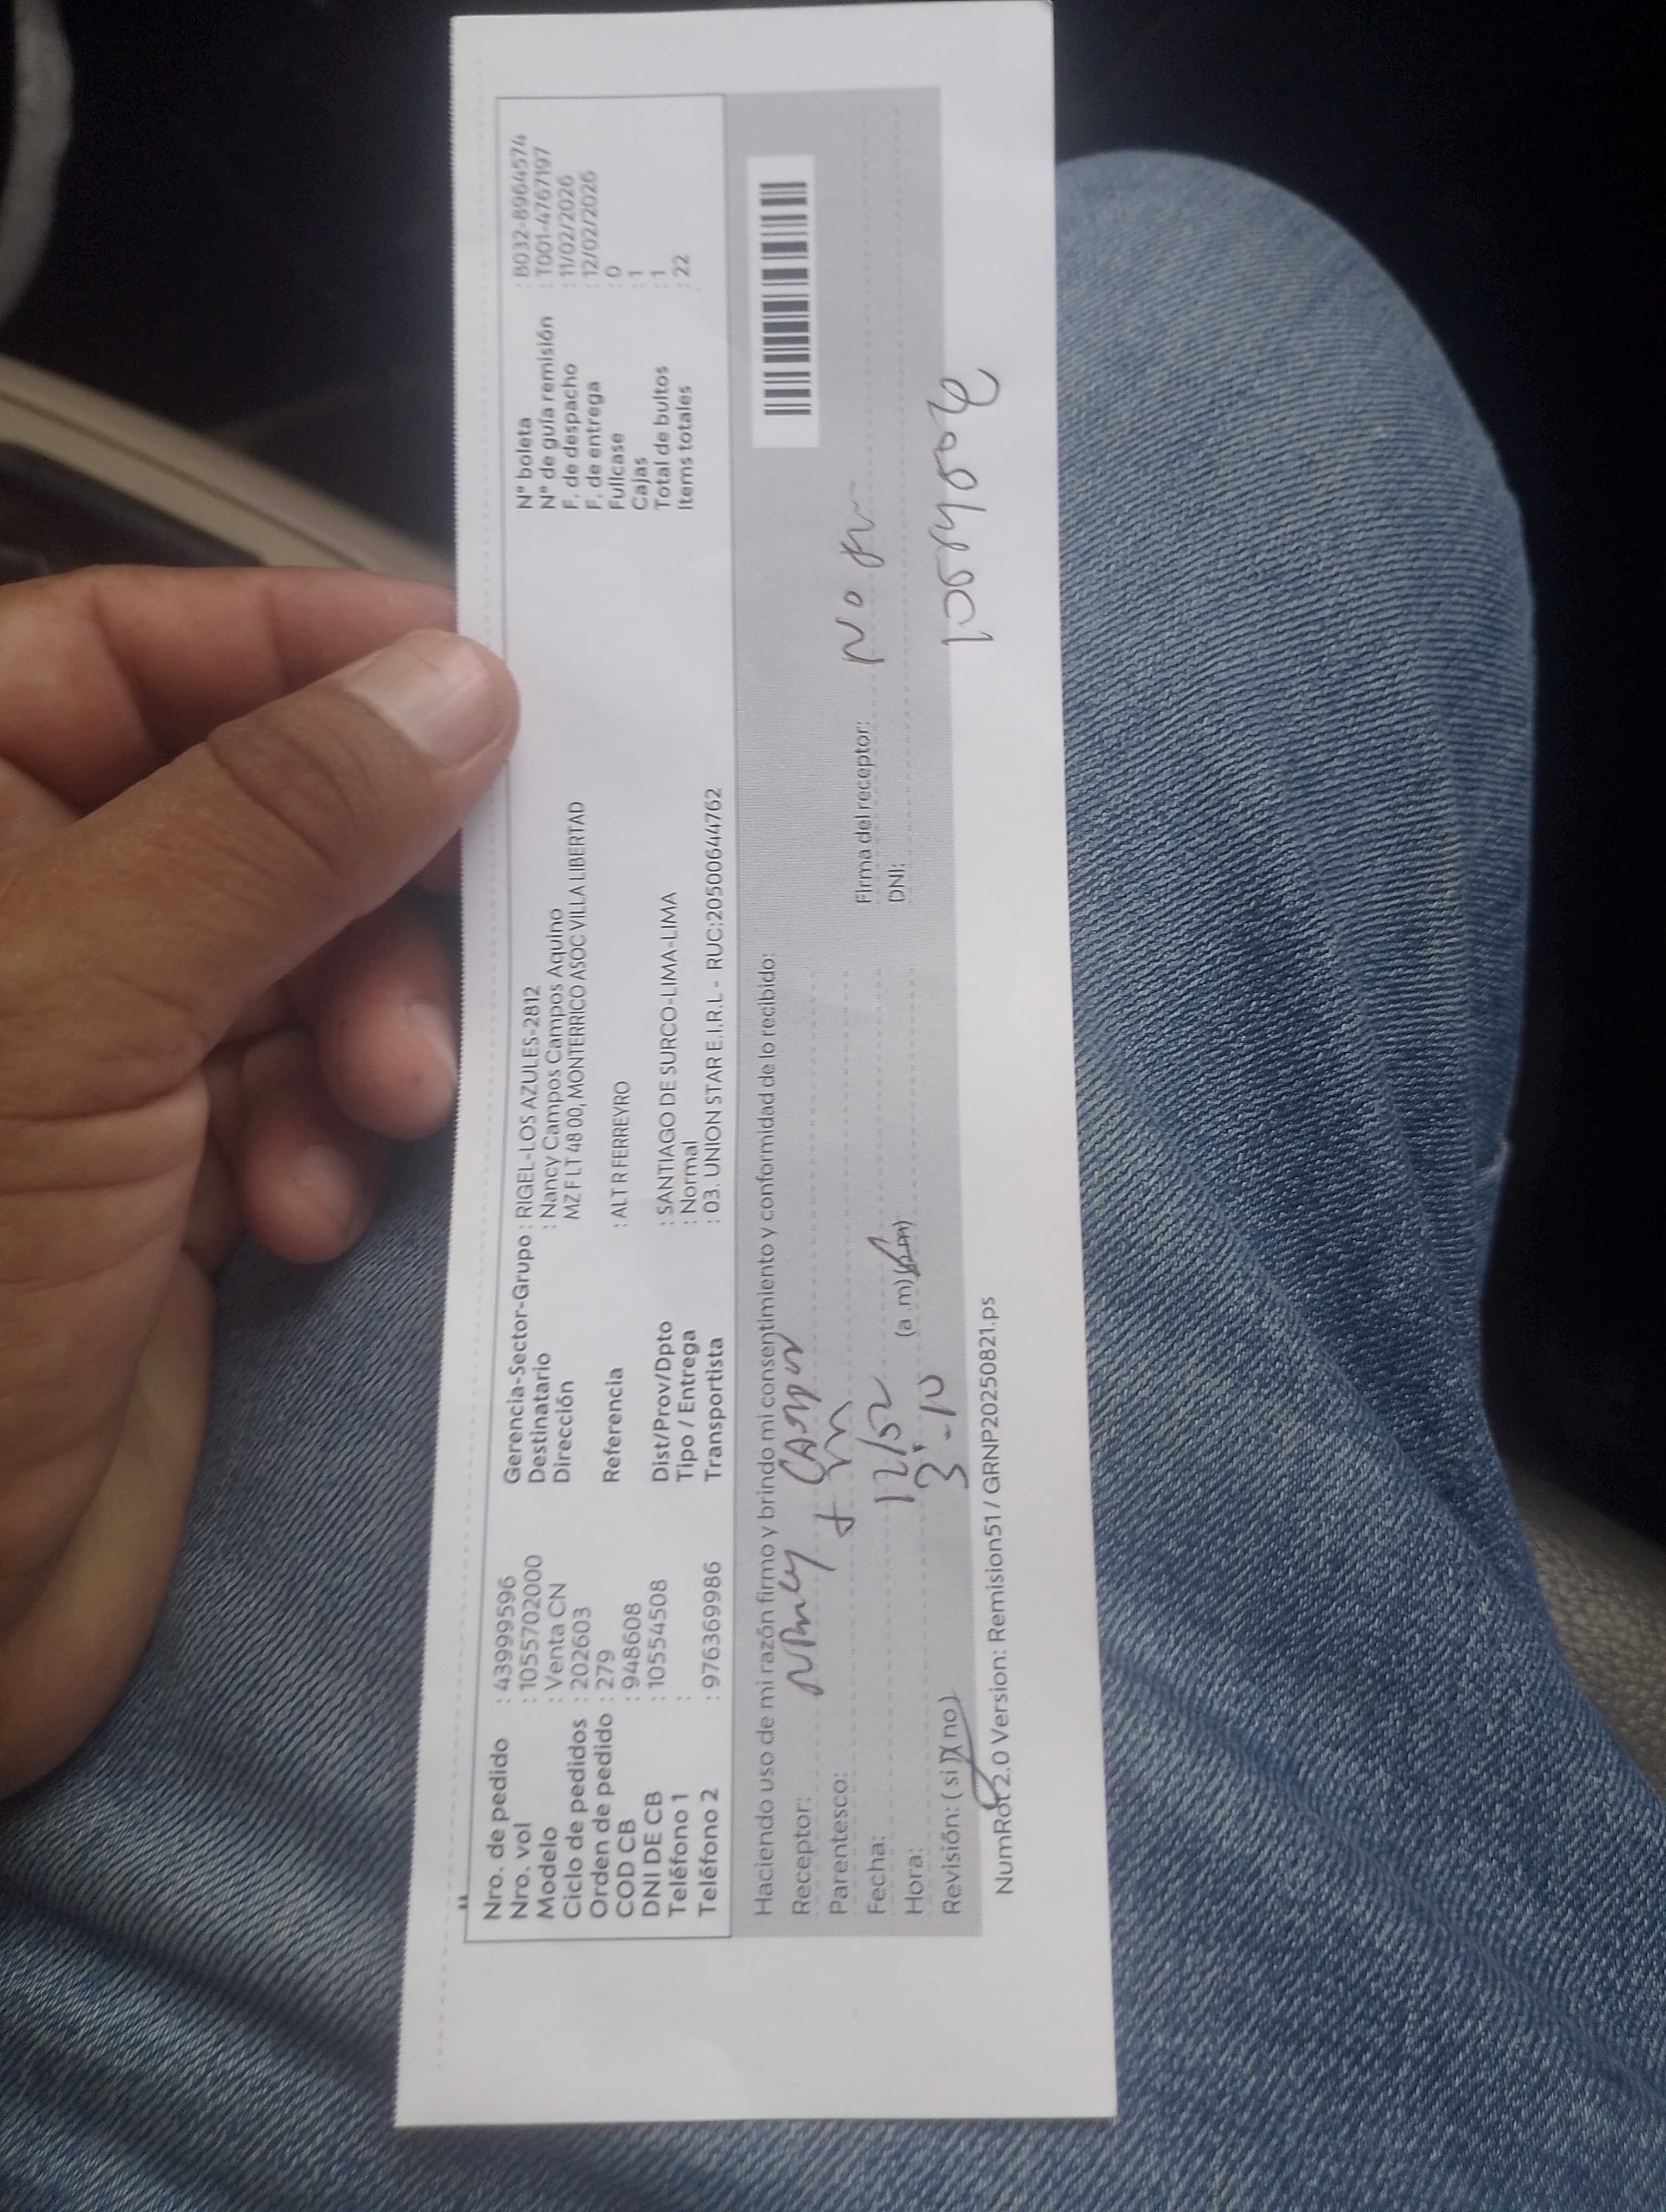 Nro. de pedido : 43999596
Nro. vol : 1055702000
Modelo : Venta CN
Ciclo de pedidos : 202603
Orden de pedido : 279
COD CB : 948608
DNI DE CB : 10554508
Teléfono 1 :
Teléfono 2 : 976369986
Gerencia-Sector-Grupo : RIGEL-LOS AZULES-2812
Destinatario : Nancy Campos Campos Aquino
Dirección MZ F LT 48 00, MONTERRICO ASOC VILLA LIBERTAD
Referencia : ALT R FERREYRO
Dist/Prov/Dpto : SANTIAGO DE SURCO-LIMA-LIMA
Tipo / Entrega : Normal
Transportista : 03. UNION STAR E.I.R.L - RUC:20500644762
N° boleta : B032-8964574
N° de guía remisión : T001-4767197
F. de despacho : 11/02/2026
F. de entrega : 12/02/2026
Fullcase : 0
Cajas : 1
Total de bultos : 1
Items totales : 22
Haciendo uso de mi razón firmo y brindo mi consentimiento y conformidad de lo recibido:
Receptor:
Parentesco:
Fecha: 12/02
Hora: 3:10 (a .m)(p.m)
Revisión: ( si )( no )
Firma del receptor: No
DNI:
NumRot2.0 Version: Remision51 / GRNP20250821.ps